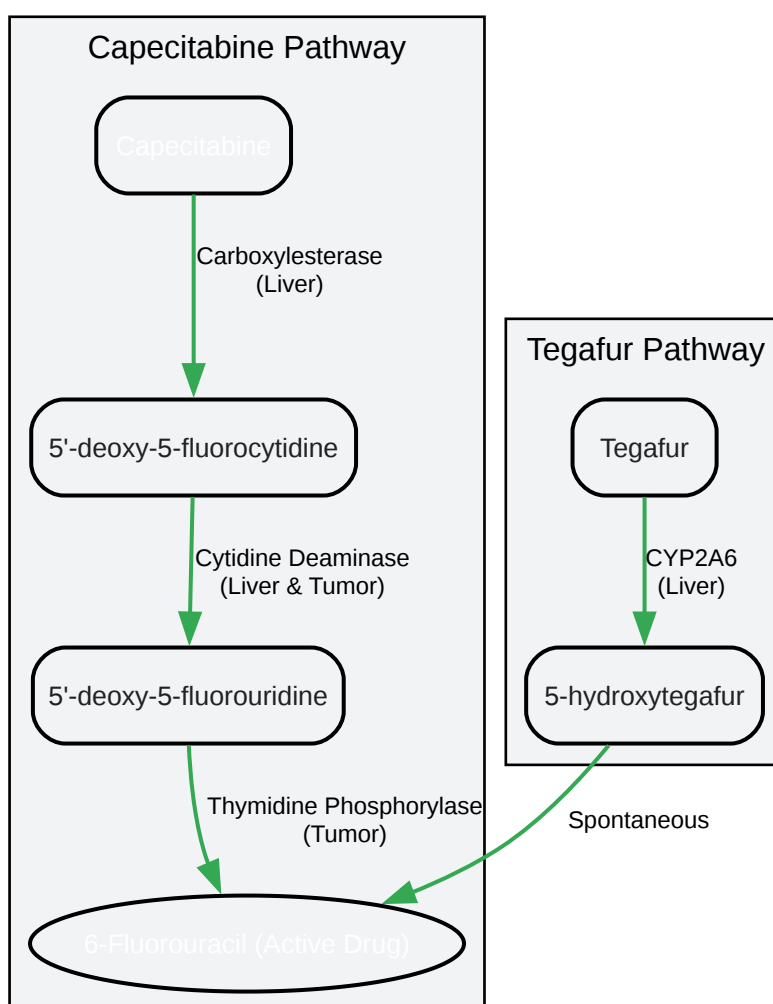 Capecitabine Pathway
Capecitabine
Carboxylesterase
(Liver)
5'-deoxy-5-fluorocytidine
Cytidine Deaminase
(Liver & Tumor)
5'-deoxy-5-fluorouridine
Thymidine Phosphorylase
(Tumor)
6-Fluorouracil (Active Drug)
Tegafur Pathway
Tegafur
CYP2A6
(Liver)
5-hydroxytegafur
Spontaneous